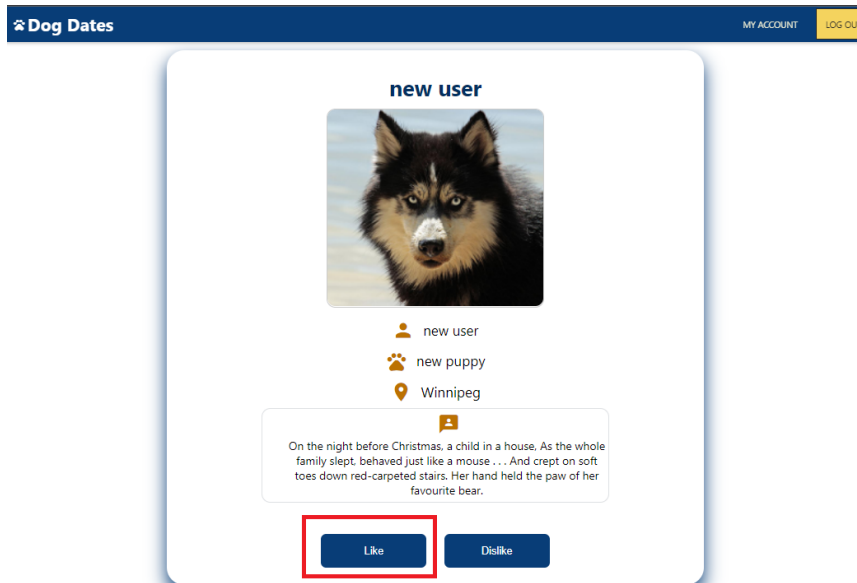 Dog Dates
MY ACCOUNT
LOG OU
new user
new user
new puppy
Winnipeg
On the night before Christmas, a child in a house, As the whole
family slept, behaved just like a mouse . . . And crept on soft
toes down red-carpeted stairs. Her hand held the paw of her
favourite bear.
Like
Dislike